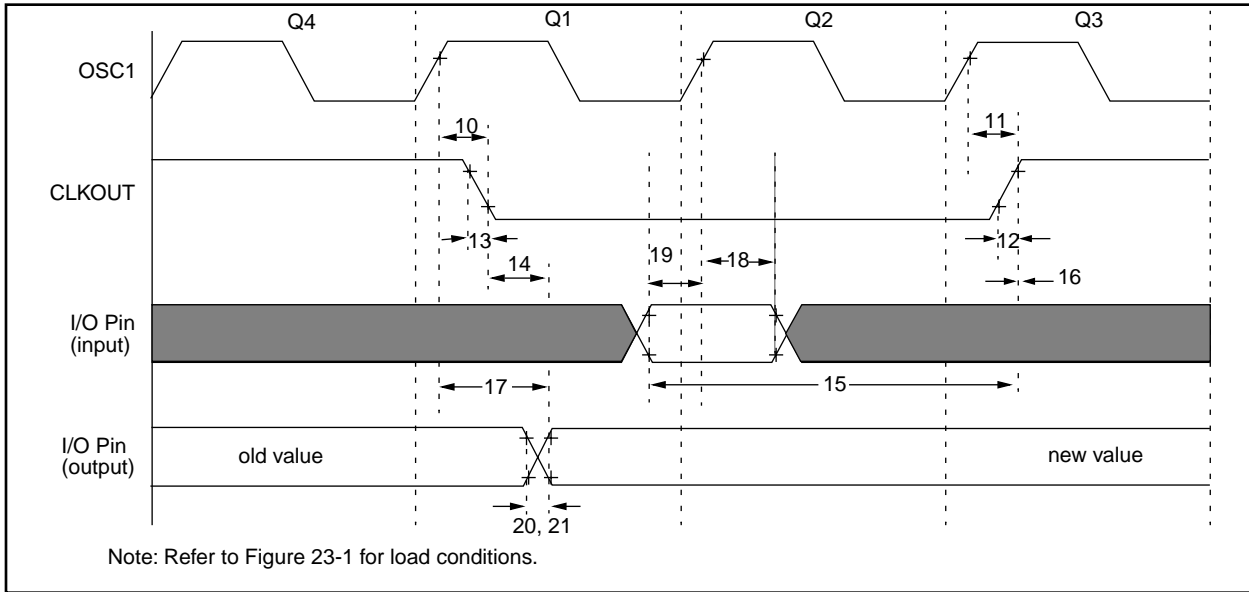 Q4 Q1 Q2 Q3
OSC1
10 11
CLKOUT
13 12
14 19 18 16
I/O Pin
(input)
17 15
I/O Pin
(output)
old value new value
20, 21
Note: Refer to Figure 23-1 for load conditions.